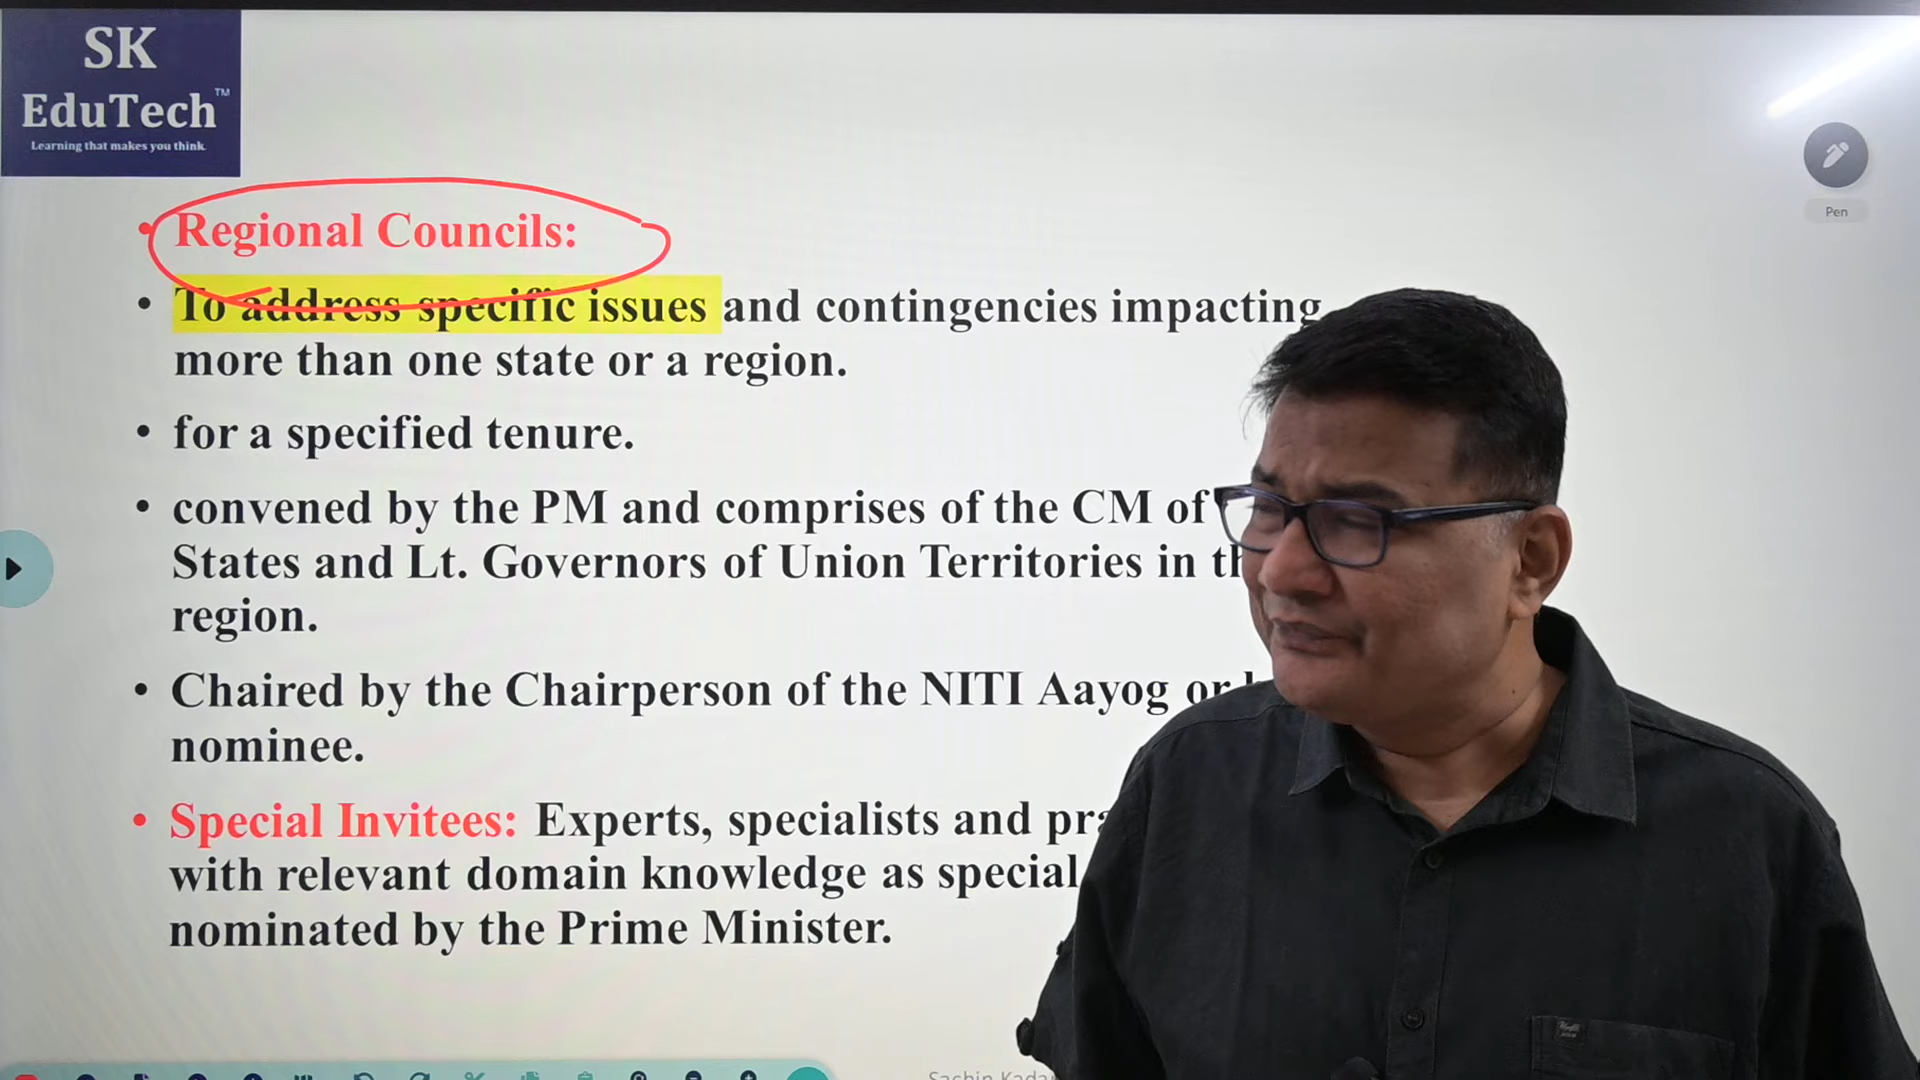 SK
EduTech™
Learning that makes you think.
Pen
• Regional Councils:
• To address specific issues and contingencies impacting
more than one state or a region.
• for a specified tenure.
• convened by the PM and comprises of the CM of
States and Lt. Governors of Union Territories in
region.
• Chaired by the Chairperson of the NITI Aayog or
nominee.
• Special Invitees: Experts, specialists and
with relevant domain knowledge as special
nominated by the Prime Minister.
Sachin